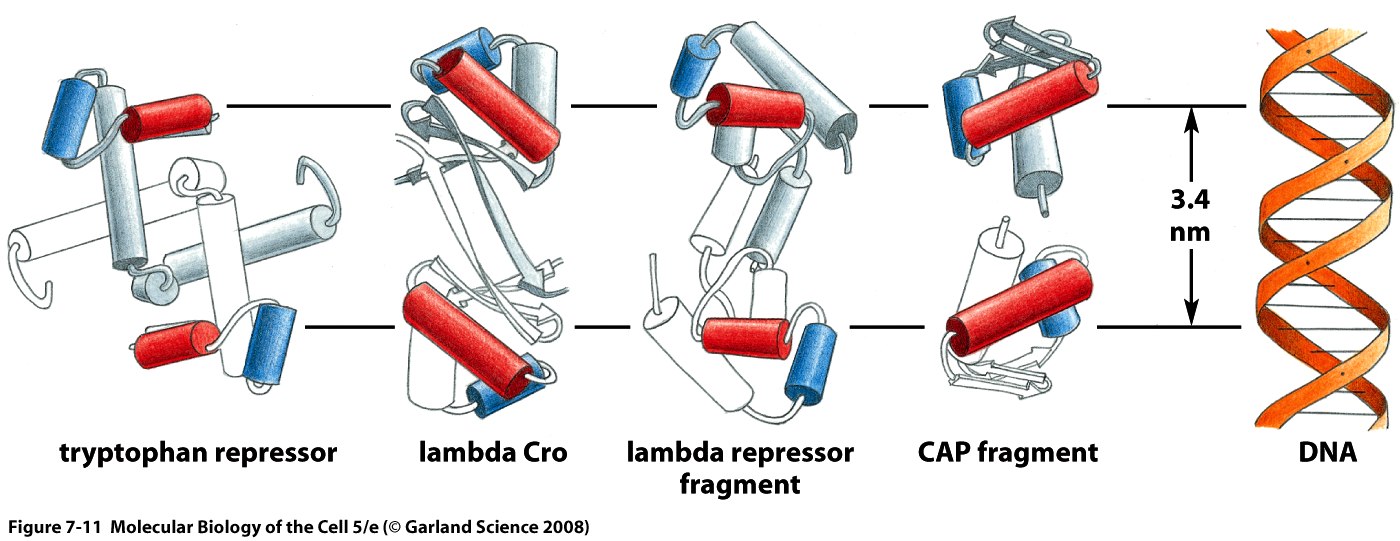 3.4
nm
tryptophan repressor
lambda Cro
lambda repressor
fragment
CAP fragment
DNA
Figure 7-11 Molecular Biology of the Cell 5/e (© Garland Science 2008)